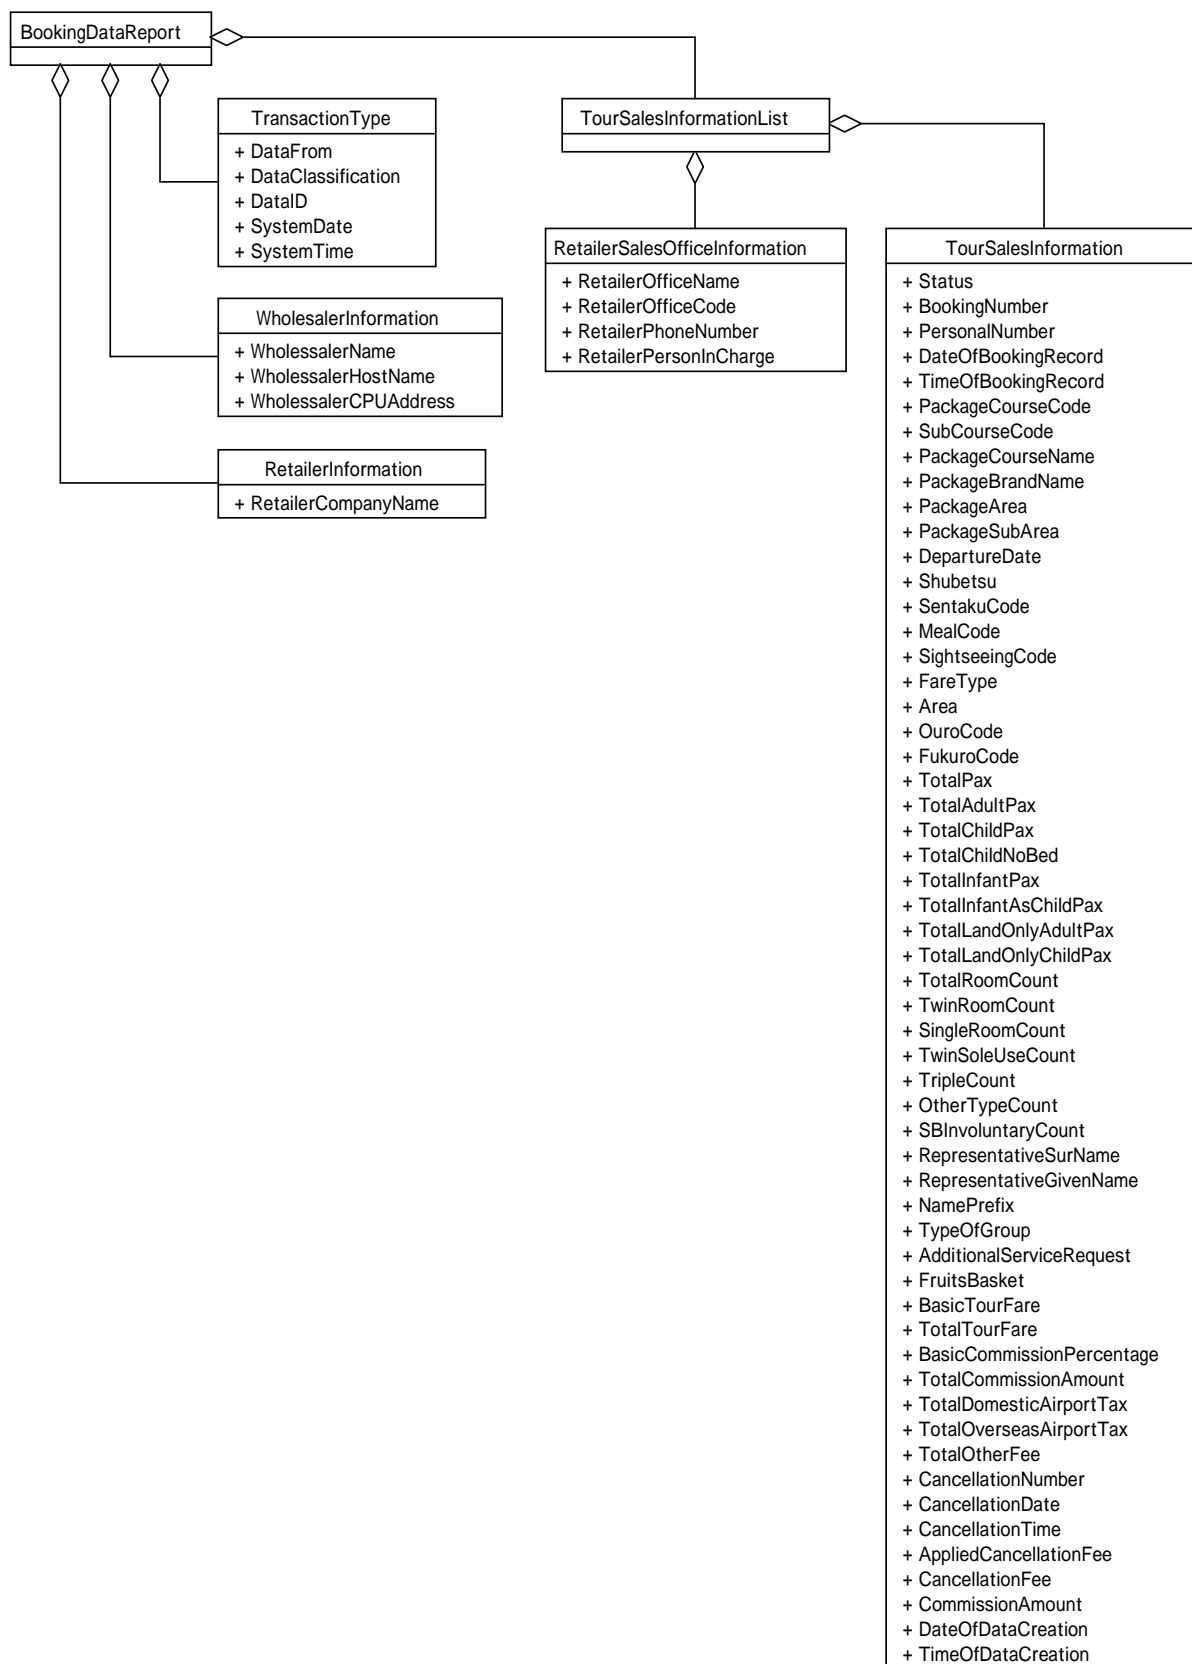 BookingDataReport
TransactionType
+ DataFrom
+ DataClassification
+ DataID
+ SystemDate
+ SystemTime
WholesalerInformation
+ WholessalerName
+ WholessalerHostName
+ WholessalerCPUAddress
RetailerInformation
+ RetailerCompanyName
TourSalesInformationList
RetailerSalesOfficeInformation
+ RetailerOfficeName
+ RetailerOfficeCode
+ RetailerPhoneNumber
+ RetailerPersonInCharge
TourSalesInformation
+ Status
+ BookingNumber
+ PersonalNumber
+ DateOfBookingRecord
+ TimeOfBookingRecord
+ PackageCourseCode
+ SubCourseCode
+ PackageCourseName
+ PackageBrandName
+ PackageArea
+ PackageSubArea
+ DepartureDate
+ Shubetsu
+ SentakuCode
+ MealCode
+ SightseeingCode
+ FareType
+ Area
+ OuroCode
+ FukuroCode
+ TotalPax
+ TotalAdultPax
+ TotalChildPax
+ TotalChildNoBed
+ TotalInfantPax
+ TotalInfantAsChildPax
+ TotalLandOnlyAdultPax
+ TotalLandOnlyChildPax
+ TotalRoomCount
+ TwinRoomCount
+ SingleRoomCount
+ TwinSoleUseCount
+ TripleCount
+ OtherTypeCount
+ SBInvoluntaryCount
+ RepresentativeSurName
+ RepresentativeGivenName
+ NamePrefix
+ TypeOfGroup
+ AdditionalServiceRequest
+ FruitsBasket
+ BasicTourFare
+ TotalTourFare
+ BasicCommissionPercentage
+ TotalCommissionAmount
+ TotalDomesticAirportTax
+ TotalOverseasAirportTax
+ TotalOtherFee
+ CancellationNumber
+ CancellationDate
+ CancellationTime
+ AppliedCancellationFee
+ CancellationFee
+ CommissionAmount
+ DateOfDataCreation
+ TimeOfDataCreation